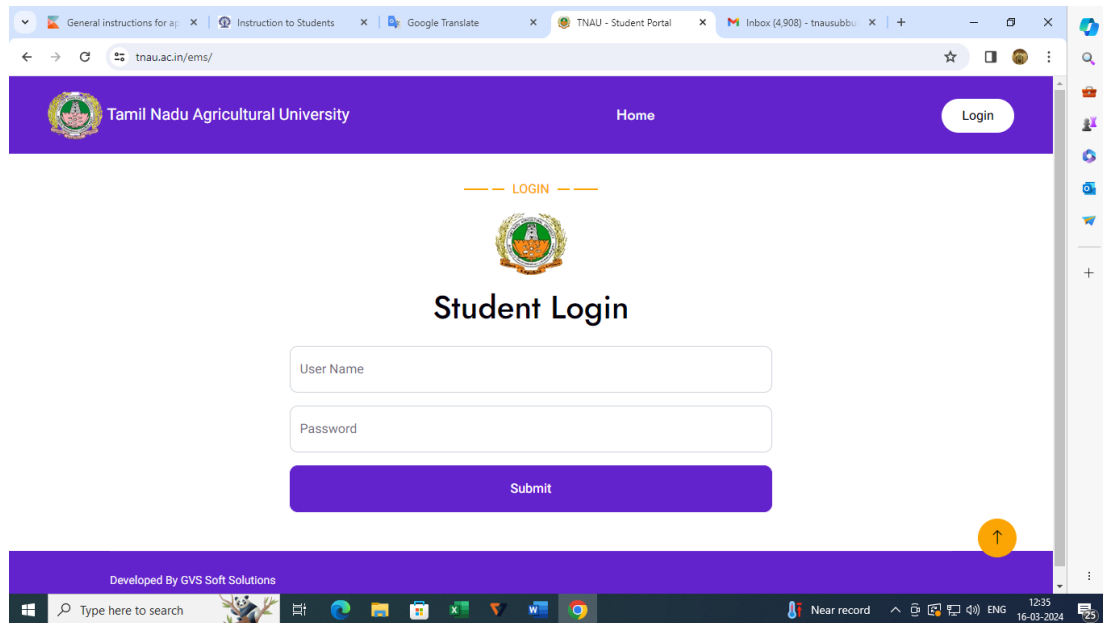 General instructions for ap
Instruction to Students
Google Translate
TNAU - Student Portal
Inbox (4,908) - tnausubbu
tnau.ac.in/ems/
Tamil Nadu Agricultural University
Home
Login
LOGIN
Student Login
User Name
Password
Submit
Developed By GVS Soft Solutions
Type here to search
Near record
ENG
12:35
16-03-2024
25